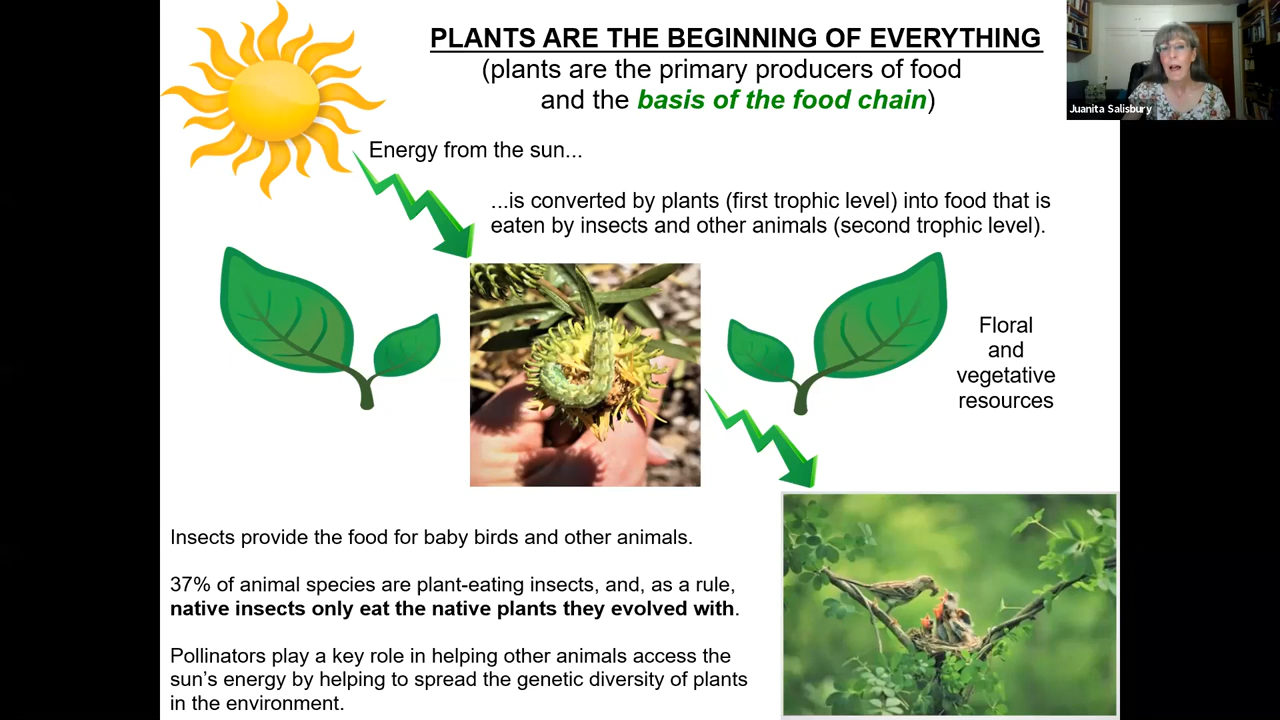 PLANTS ARE THE BEGINNING OF EVERYTHING
(plants are the primary producers of food
and the basis of the food chain)
Juanita Salisbury
Energy from the sun...
...is converted by plants (first trophic level) into food that is
eaten by insects and other animals (second trophic level).
Floral
and
vegetative
resources
Insects provide the food for baby birds and other animals.
37% of animal species are plant-eating insects, and, as a rule,
native insects only eat the native plants they evolved with.
Pollinators play a key role in helping other animals access the
sun's energy by helping to spread the genetic diversity of plants
in the environment.